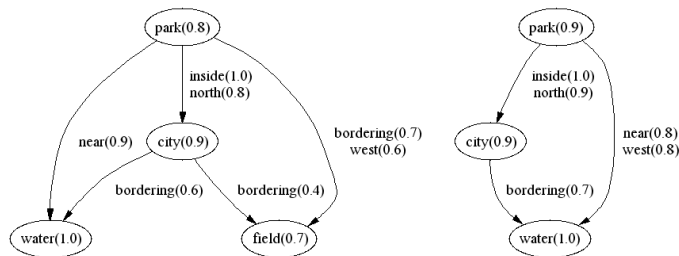 park(0.8)
inside(1.0)
north(0.8)
near(0.9)
city(0.9)
bordering(0.7)
west(0.6)
bordering(0.6)
bordering(0.4)
water(1.0)
field(0.7)
park(0.9)
inside(1.0)
north(0.9)
city(0.9)
near(0.8)
west(0.8)
bordering(0.7)
water(1.0)